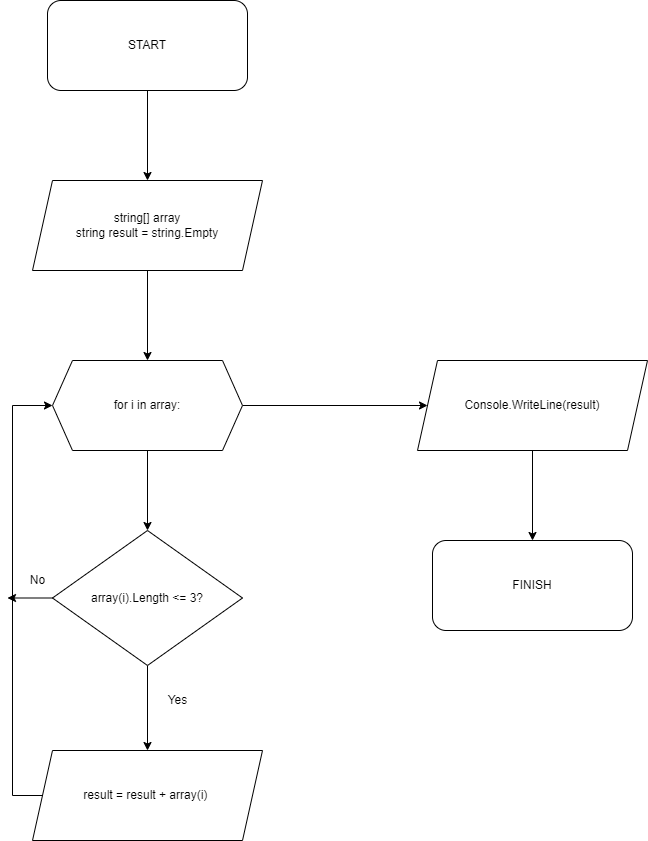 START
string[] array
string result = string.Empty
for i in array:
Console.WriteLine(result)
No
array(i).Length <= 3?
FINISH
Yes
result = result + array(i)